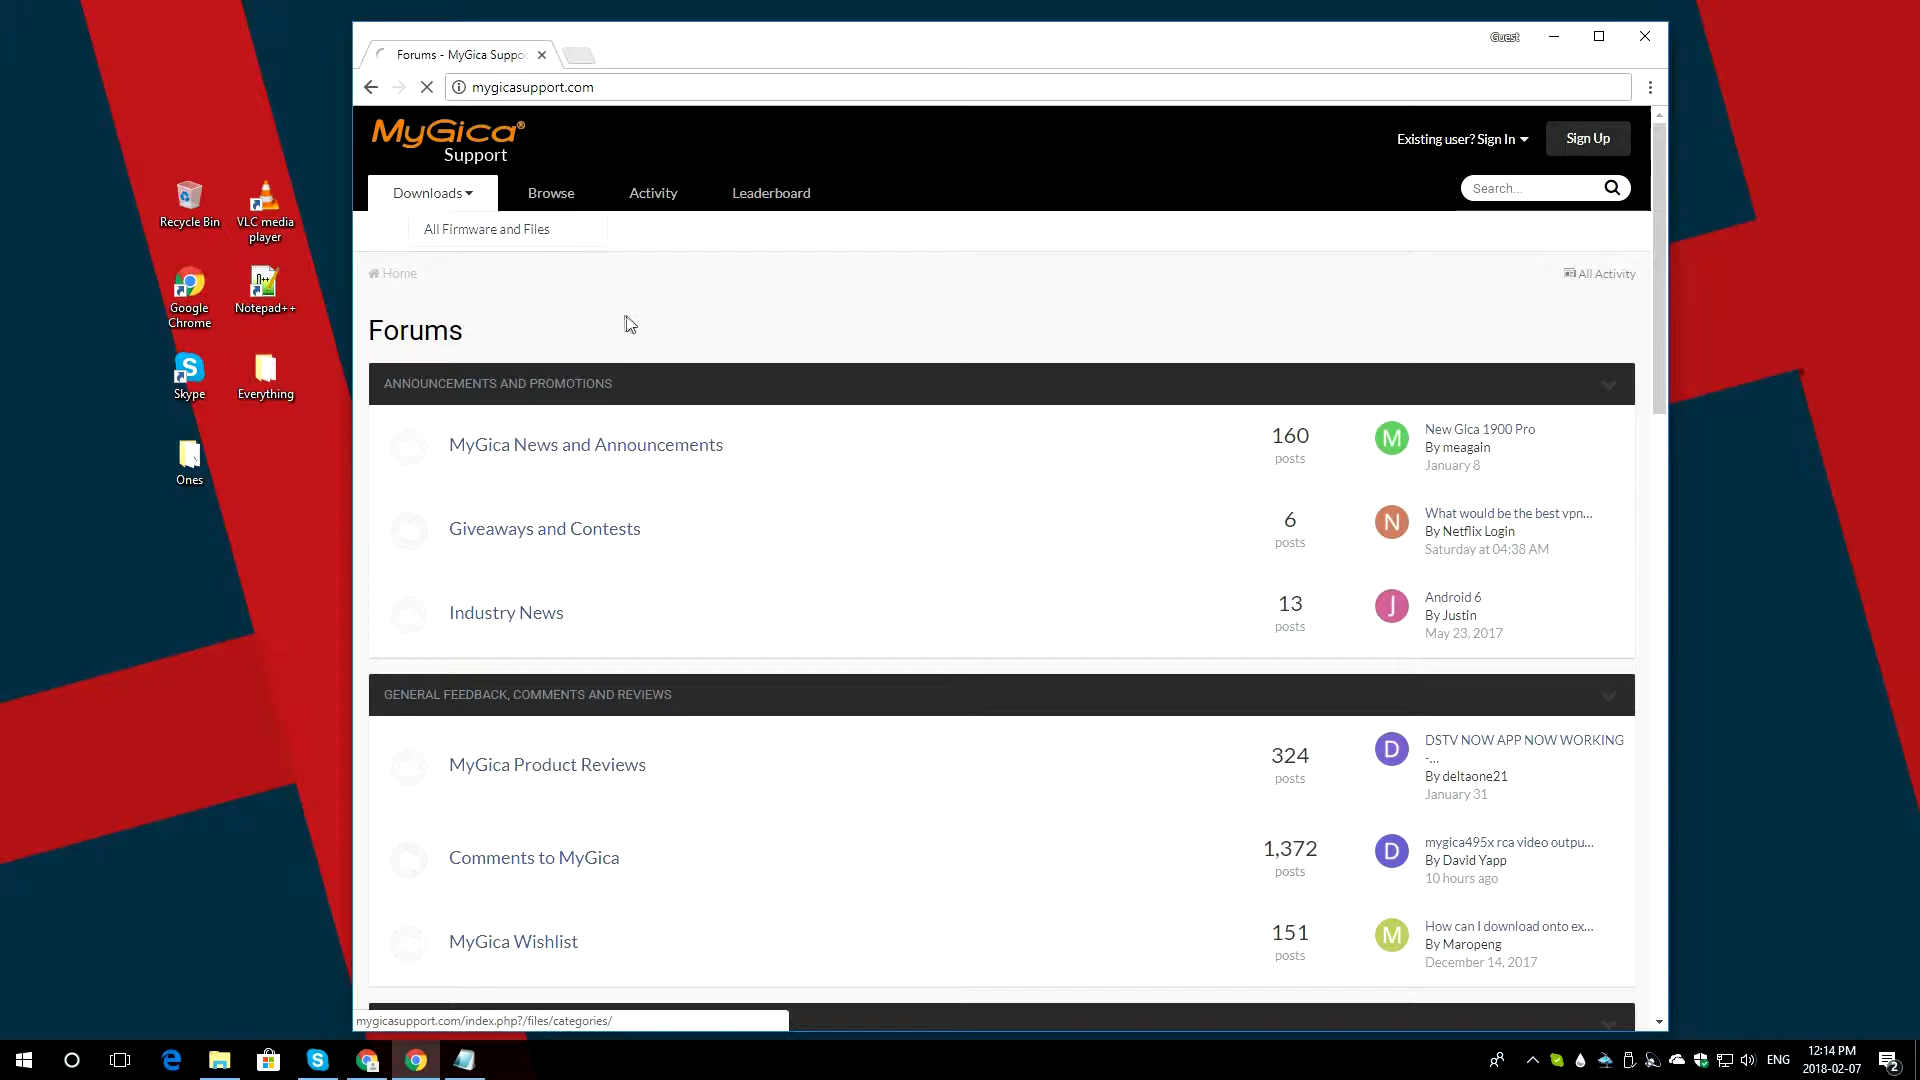 Guest
Forums - MyGica Suppor
mygicasupport.com
MyGica®
Support
Existing user? Sign In
Sign Up
Downloads
Browse
Activity
Leaderboard
Search...
All Firmware and Files
Home
All Activity
Forums
ANNOUNCEMENTS AND PROMOTIONS
MyGica News and Announcements
160
posts
M
New Gica 1900 Pro
By meagain
January 8
Giveaways and Contests
6
posts
N
What would be the best vpn...
By Netflix Login
Saturday at 04:38 AM
Industry News
13
posts
J
Android 6
By Justin
May 23, 2017
GENERAL FEEDBACK, COMMENTS AND REVIEWS
MyGica Product Reviews
324
posts
D
DSTV NOW APP NOW WORKING
-...
By deltaone21
January 31
Comments to MyGica
1,372
posts
D
mygica495x rca video outpu...
By David Yapp
10 hours ago
MyGica Wishlist
151
posts
M
How can I download onto ex...
By Maropeng
December 14, 2017
mygicasupport.com/index.php?/files/categories/
Recycle Bin
VLC media
player
Google
Chrome
Notepad++
Skype
Everything
Ones
ENG
12:14 PM
2018-02-07
2